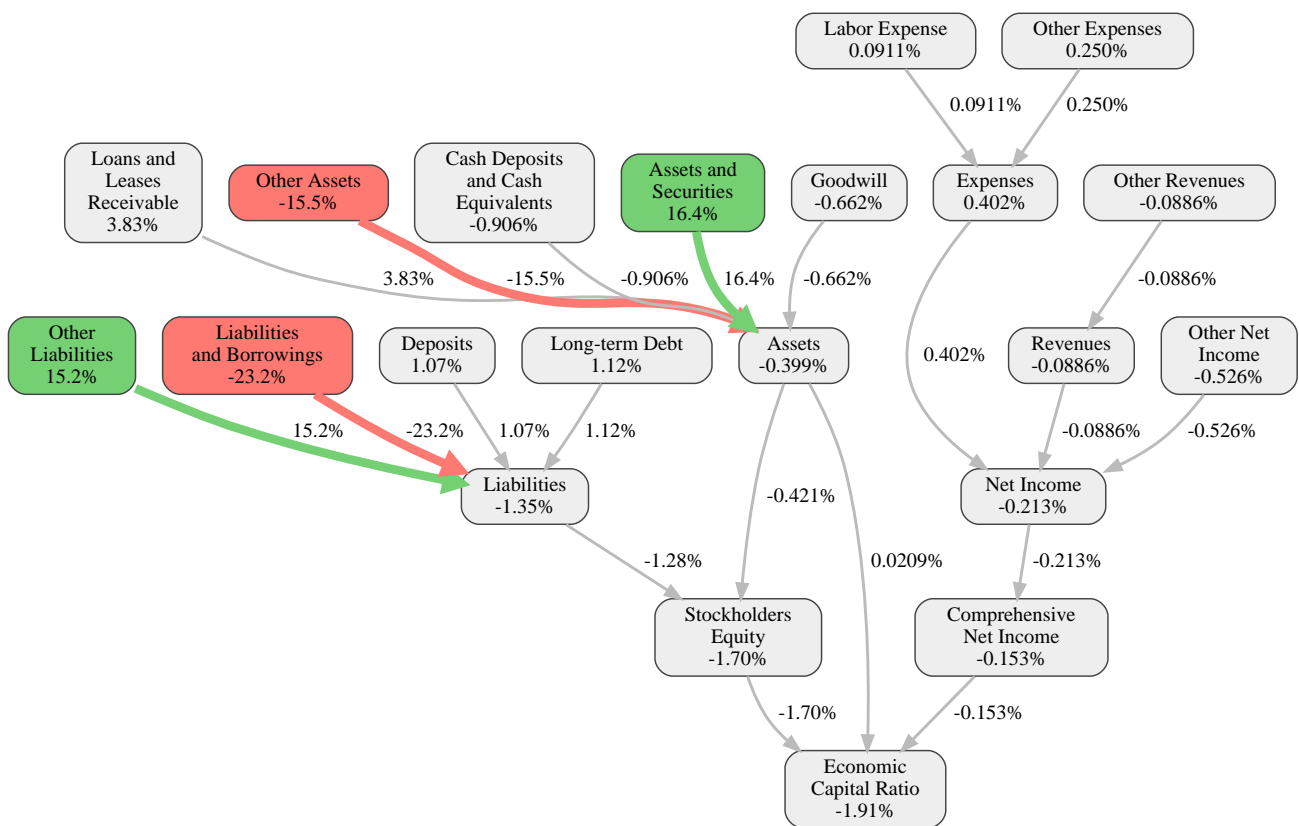 Labor Expense
0.0911%
Other Expenses
0.250%
0.0911%
0.250%
Loans and
Leases
Receivable
3.83%
Other Assets
-15.5%
Cash Deposits
and Cash
Equivalents
-0.906%
Assets and
Securities
16.4%
Goodwill
-0.662%
Expenses
0.402%
Other Revenues
-0.0886%
3.83%
-15.5%
-0.906%
16.4%
-0.662%
-0.0886%
Other
Liabilities
15.2%
Liabilities
and Borrowings
-23.2%
Deposits
1.07%
Long-term Debt
1.12%
Assets
-0.399%
0.402%
Revenues
-0.0886%
Other Net
Income
-0.526%
15.2%
-23.2%
1.07%
1.12%
-0.0886%
-0.526%
Liabilities
-1.35%
-0.421%
Net Income
-0.213%
-1.28%
0.0209%
-0.213%
Stockholders
Equity
-1.70%
Comprehensive
Net Income
-0.153%
-1.70%
-0.153%
Economic
Capital Ratio
-1.91%